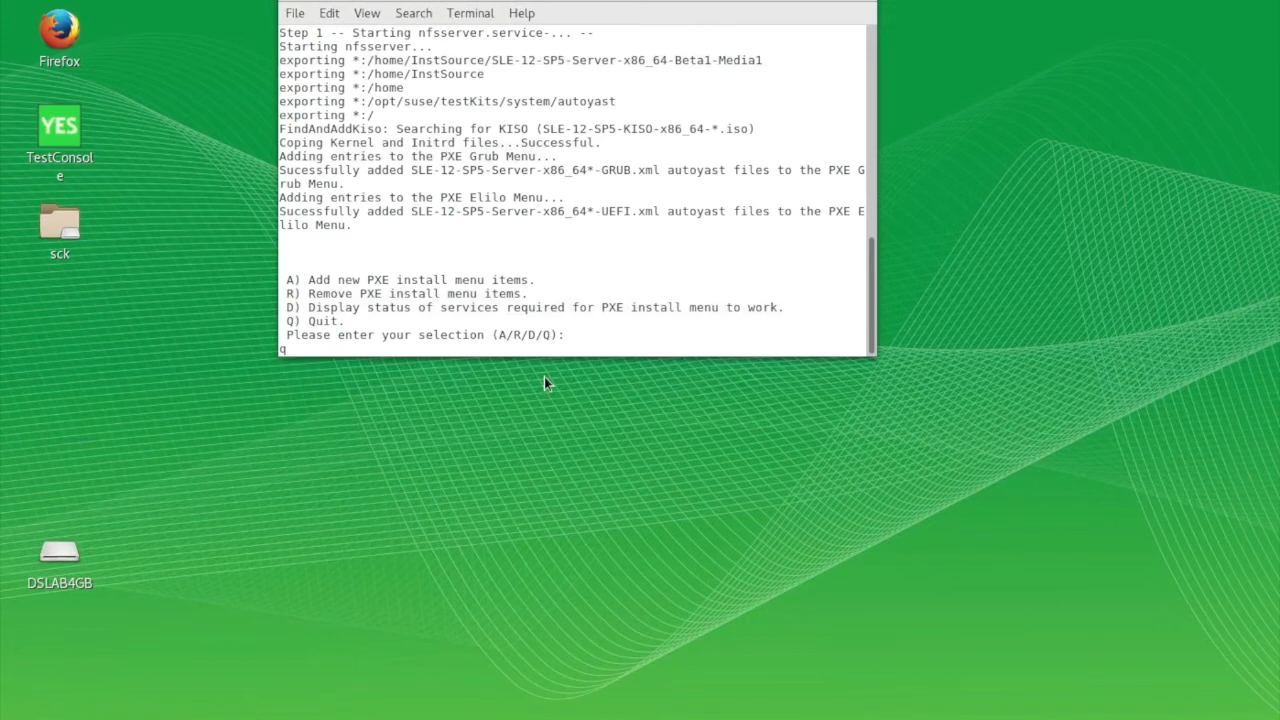 File Edit View Search Terminal Help
Step 1 -- Starting nfsserver.service-... --
Starting nfsserver...
exporting *:/home/InstSource/SLE-12-SP5-Server-x86_64-Beta1-Media1
exporting *:/home/InstSource
exporting *:/home
exporting *:/opt/suse/testKits/system/autoyast
exporting *:/
FindAndAddKiso: Searching for KISO (SLE-12-SP5-KISO-x86_64-*.iso)
Coping Kernel and Initrd files...Successful.
Adding entries to the PXE Grub Menu...
Sucessfully added SLE-12-SP5-Server-x86_64*-GRUB.xml autoyast files to the PXE G
rub Menu.
Adding entries to the PXE Elilo Menu...
Sucessfully added SLE-12-SP5-Server-x86_64*-UEFI.xml autoyast files to the PXE E
lilo Menu.
A) Add new PXE install menu items.
R) Remove PXE install menu items.
D) Display status of services required for PXE install menu to work.
Q) Quit.
Please enter your selection (A/R/D/Q):
q
Firefox
YES
TestConsol
e
sck
DSLAB4GB